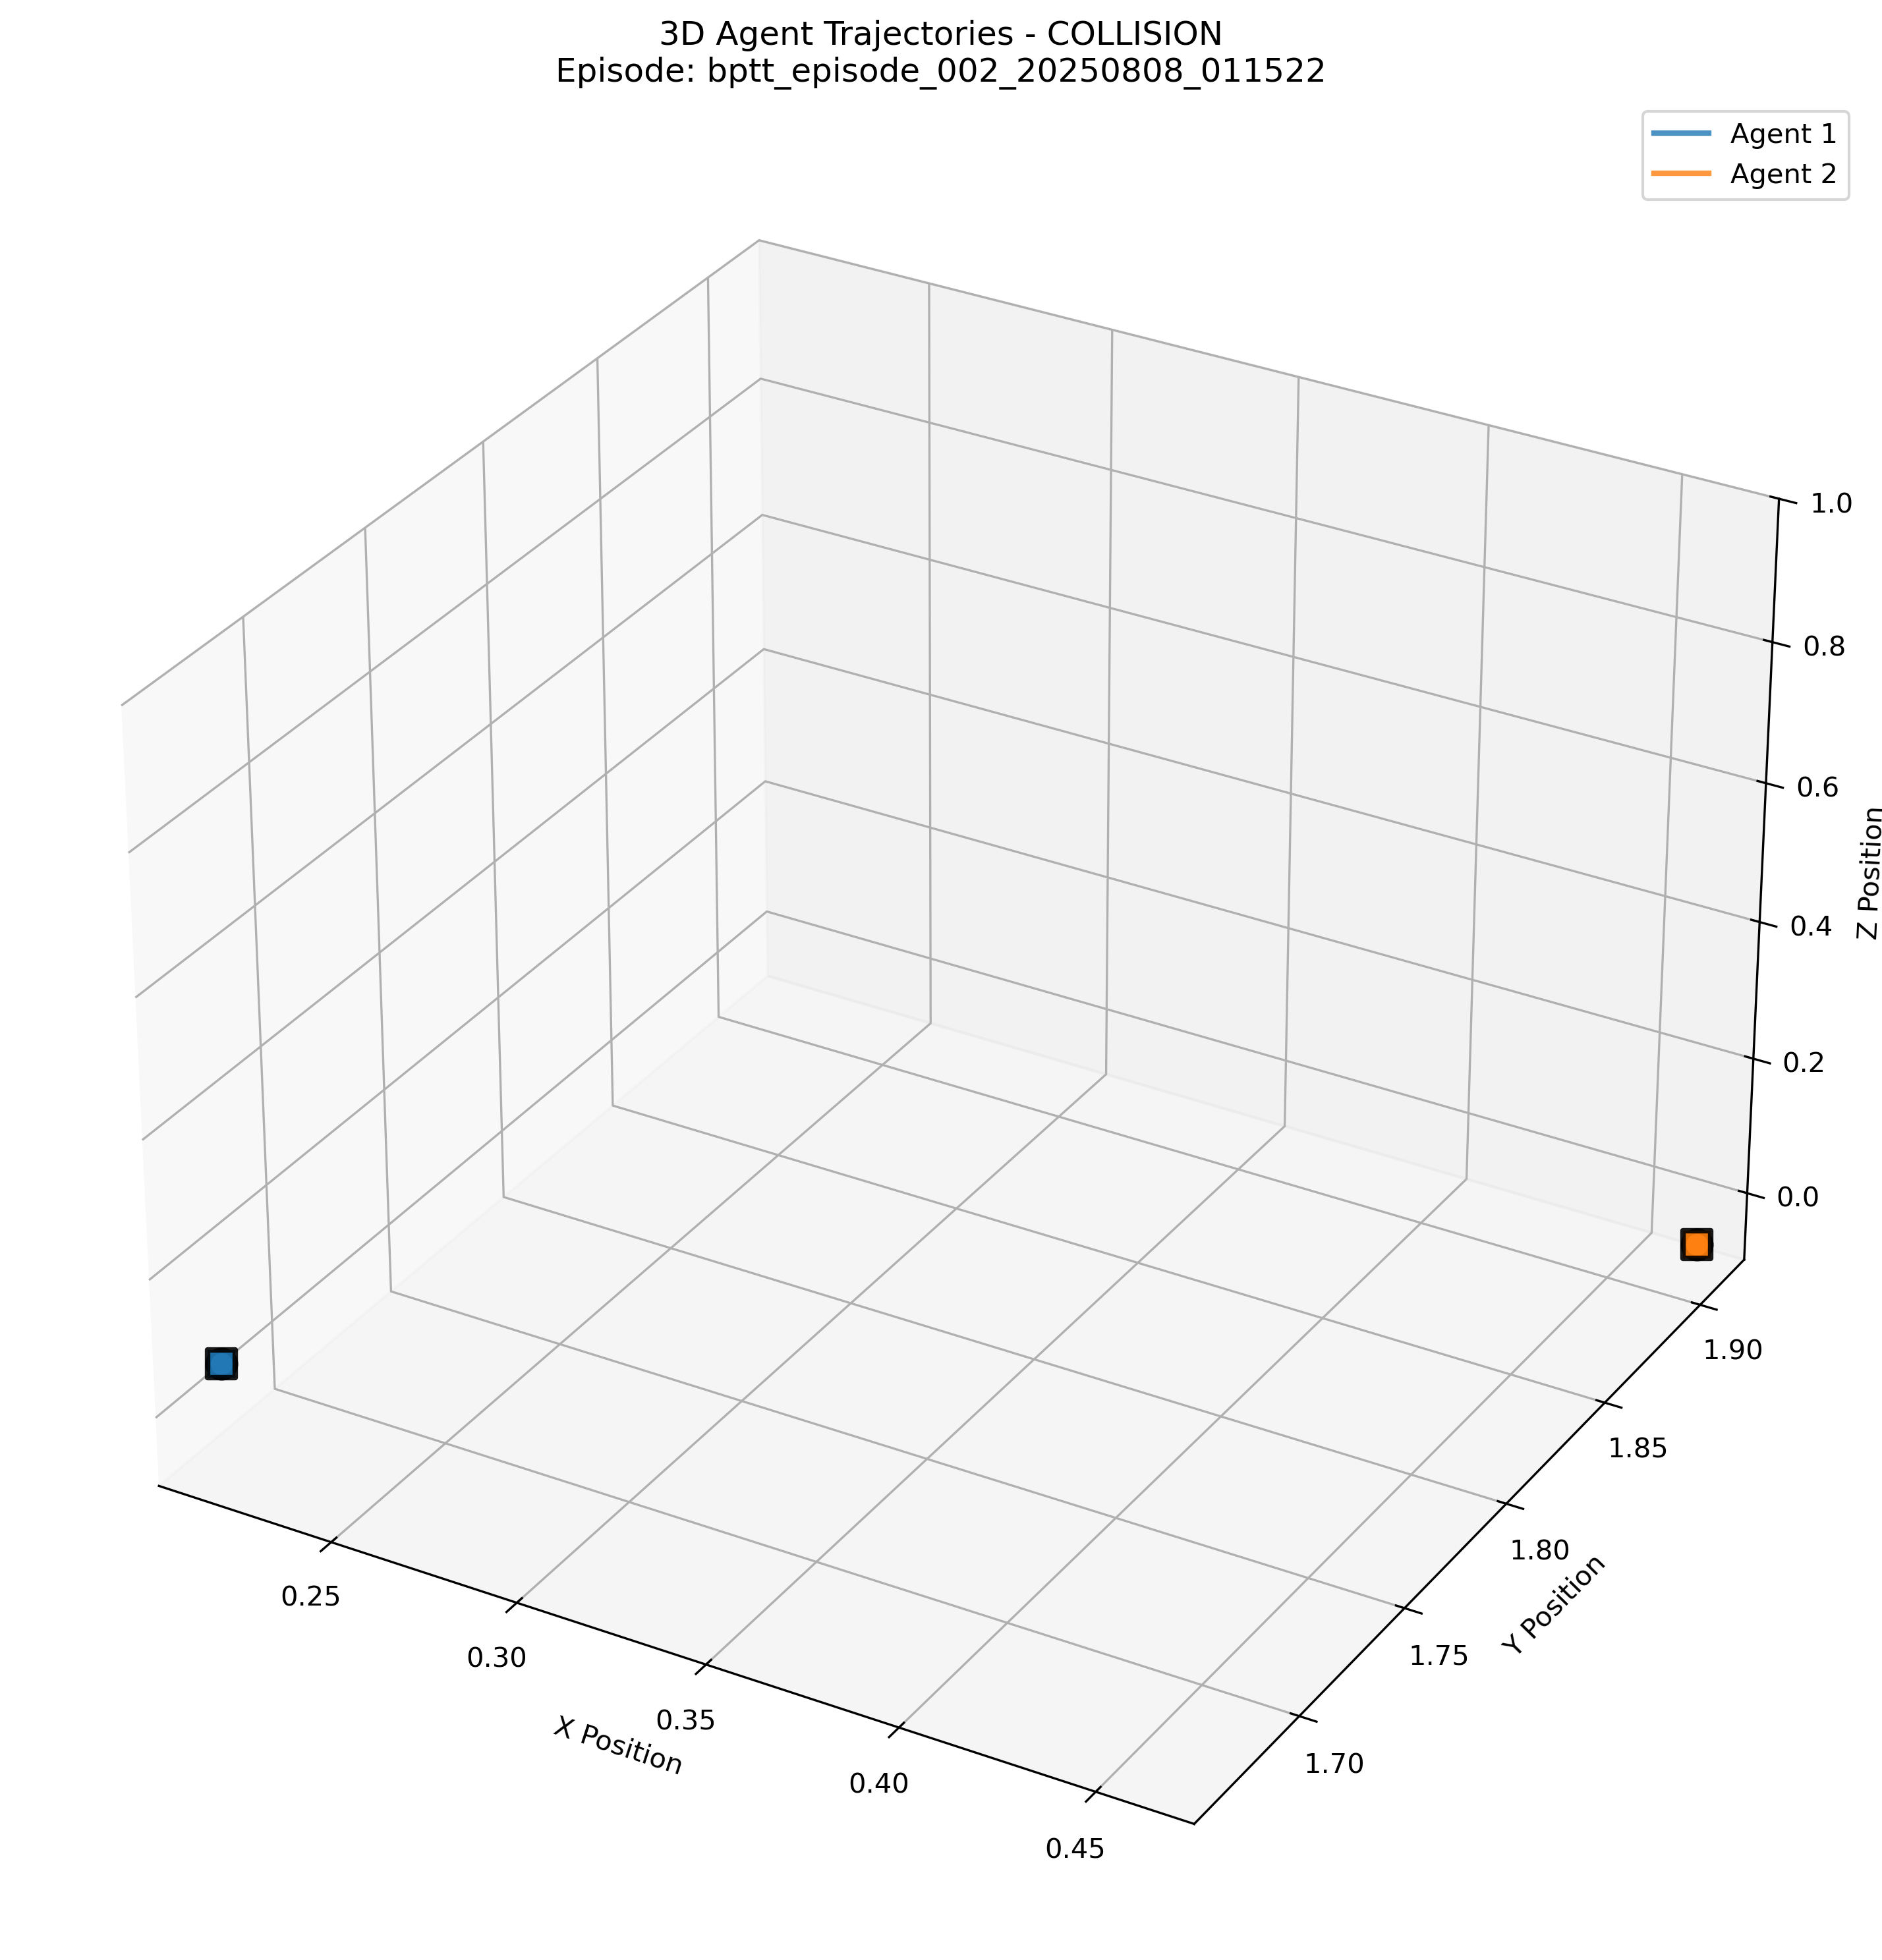 3D Agent Trajectories - COLLISION
Episode: bptt_episode_002_20250808_011522
Agent 1
Agent 2
1.0
0.8
0.6
0.4
0.2
0.0
Z Position
1.90
1.85
1.80
1.75
1.70
Y Position
0.25
0.30
0.35
0.40
0.45
X Position